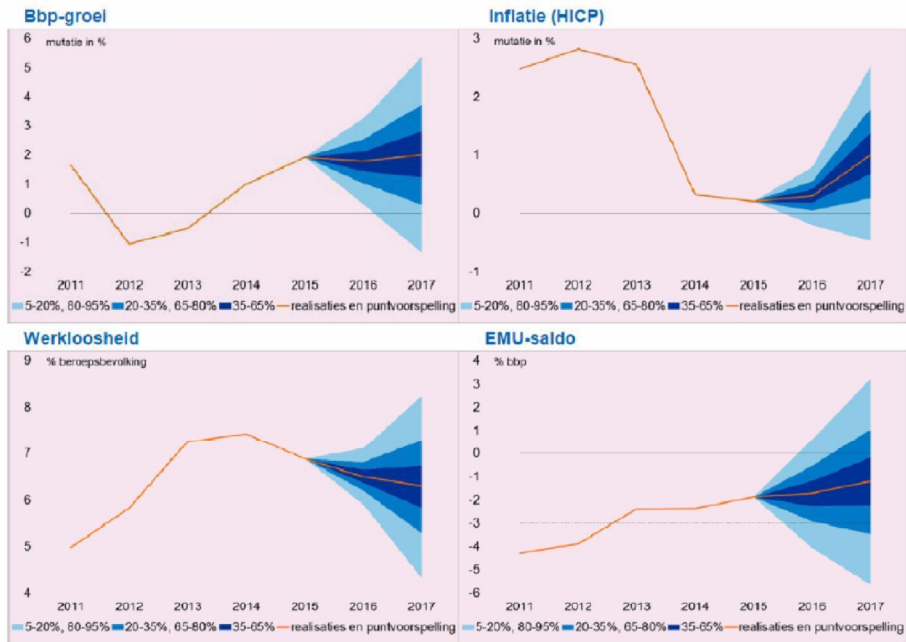 Bbp-groei
mutatie in %
6
5
4
3
2
1
0
-1
-2
2011 2012 2013 2014 2015 2016 2017
5-20%, 80-95% 20-35%, 65-80% 35-65% realisaties en puntvoorspelling
Inflatie (HICP)
mutatie in %
3
2
1
0
-1
2011 2012 2013 2014 2015 2016 2017
5-20%, 80-95% 20-35%, 65-80% 35-65% realisaties en puntvoorspelling
Werkloosheid
% beroepsbevolking
9
8
7
6
5
4
2011 2012 2013 2014 2015 2016 2017
5-20%, 80-95% 20-35%, 65-80% 35-65% realisaties en puntvoorspelling
EMU-saldo
% bbp
4
3
2
1
0
-1
-2
-3
-4
-5
-6
2011 2012 2013 2014 2015 2016 2017
5-20%, 80-95% 20-35%, 65-80% 35-65% realisaties en puntvoorspelling